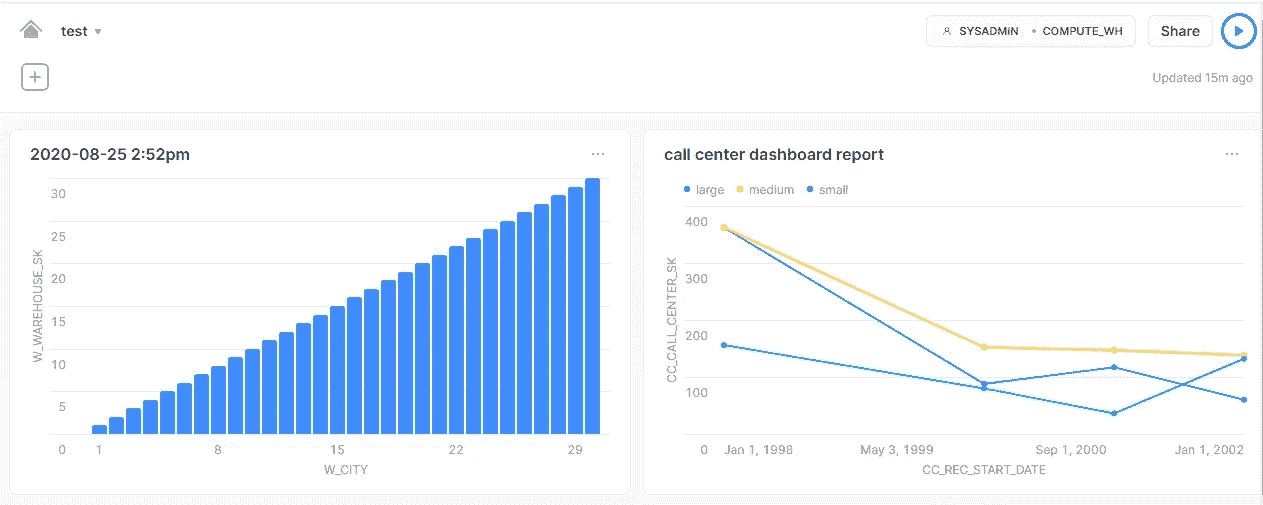 test
SYSADMIN • COMPUTE_WH
Share
Updated 15m ago
2020-08-25 2:52pm
30
25
20
15
10
5
0
W_WAREHOUSE_SK
1 8 15 22 29
W_CITY
call center dashboard report
large medium small
400
300
200
100
0
CC_CALL_CENTER_SK
Jan 1, 1998 May 3, 1999 Sep 1, 2000 Jan 1, 2002
CC_REC_START_DATE